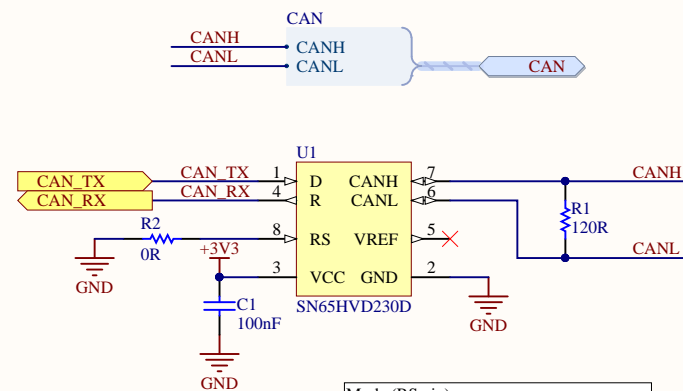 CAN
CANH
CANL
CANH
CANL
CAN
U1
CAN_TX
CAN_TX
1
D
CANH
7
CANH
CAN_RX
CAN_RX
4
R
CANL
6
R1
120R
R2
0R
8
RS
VREF
5
CANL
+3V3
GND
3
VCC
GND
2
SN65HVD230D
C1
100nF
GND
GND